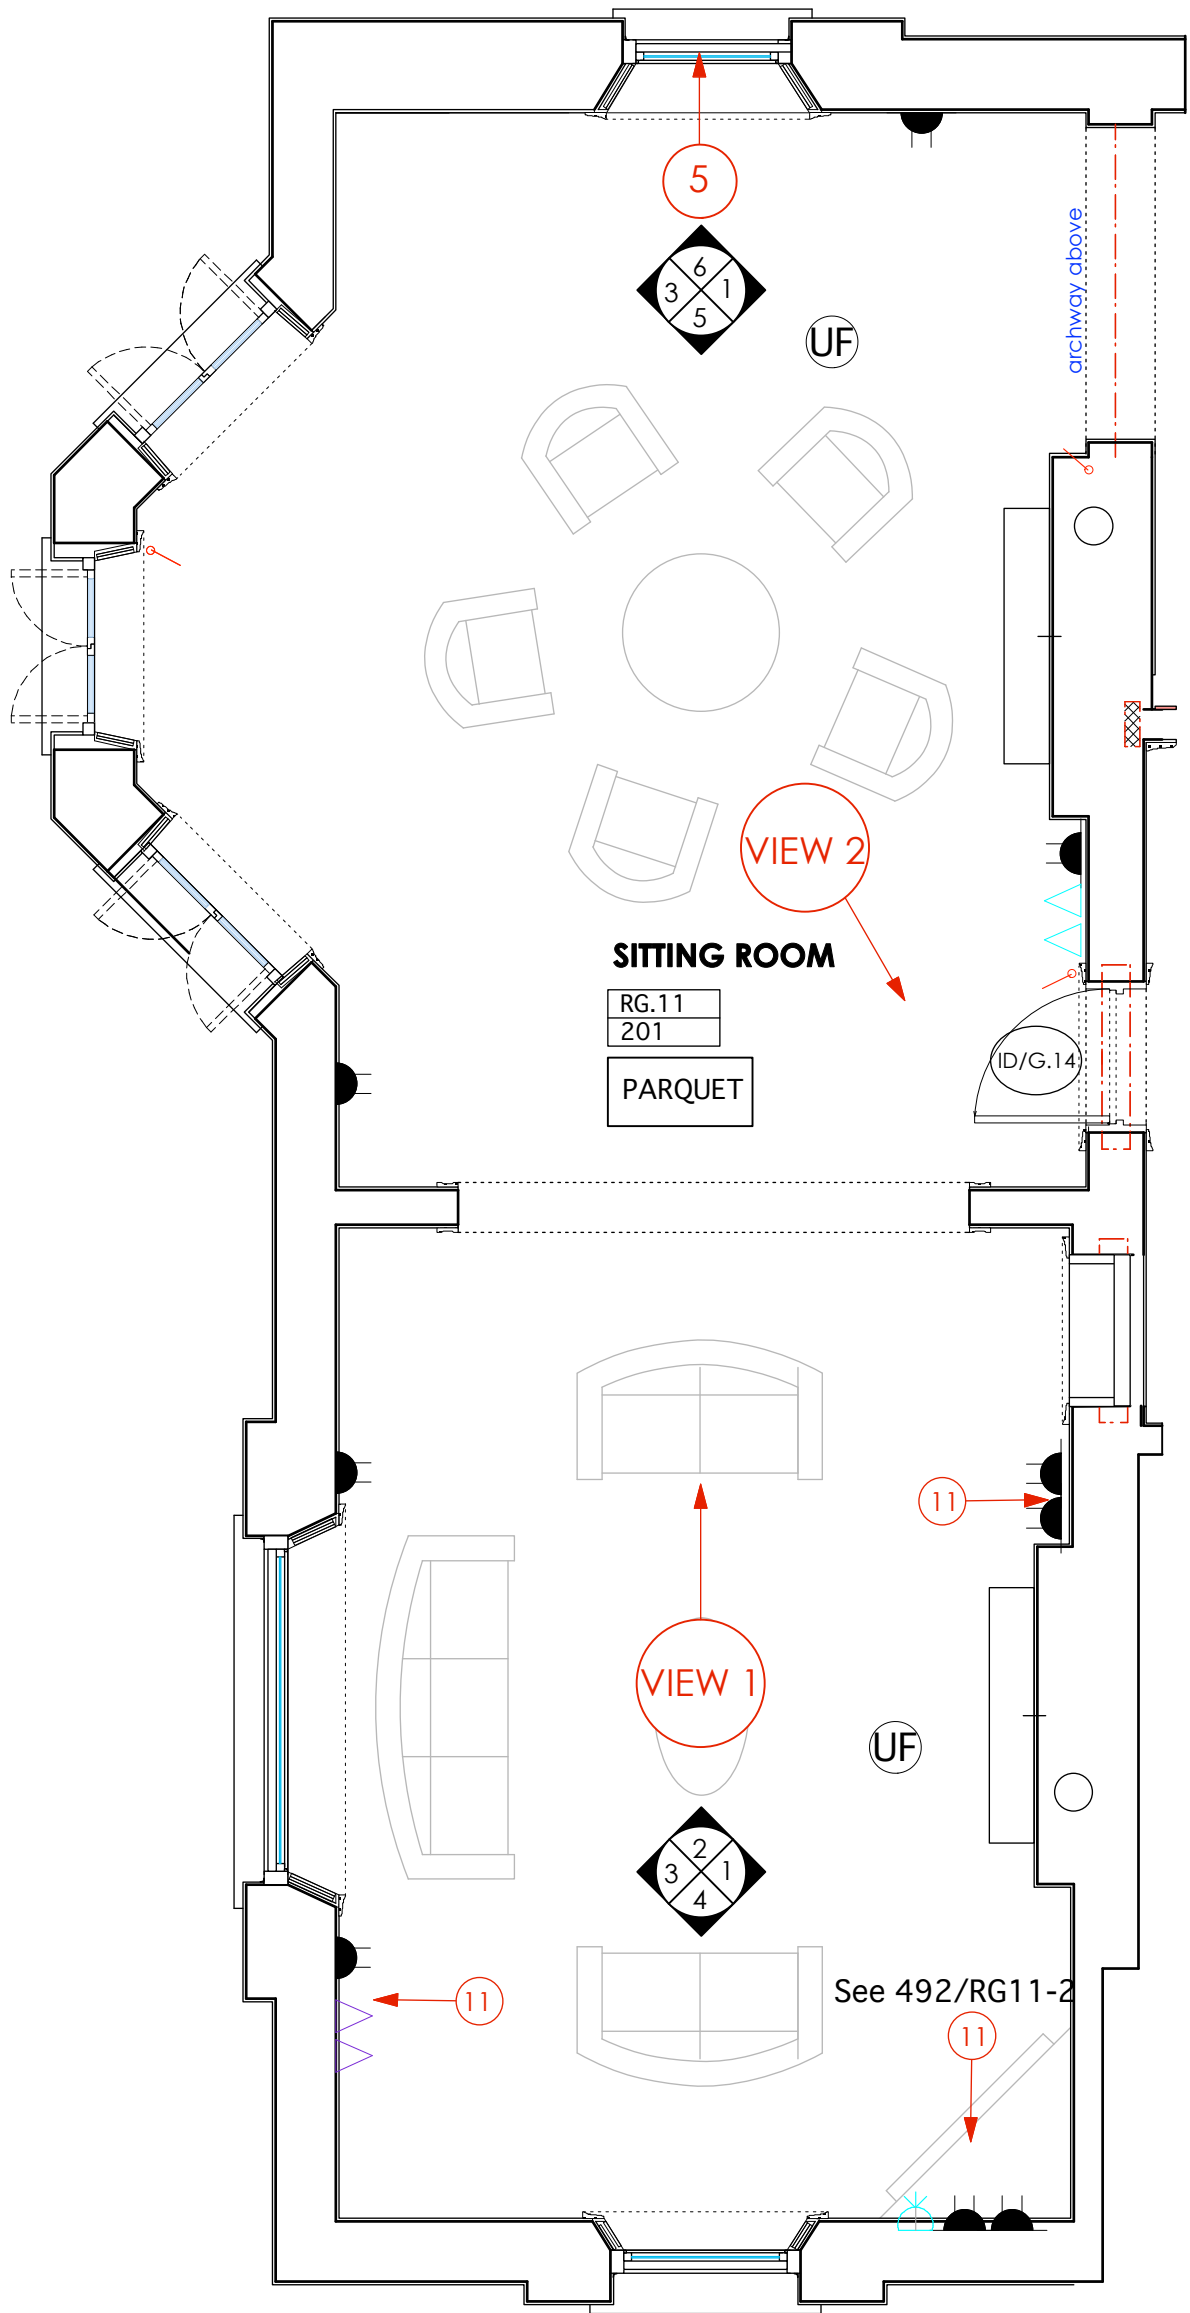 5
6
3 1
5
UF
archway above
VIEW 2
SITTING ROOM
RG.11
201
PARQUET
ID/G.14
11
VIEW 1
UF
2
3 1
4
11
See 492/RG11-2
11